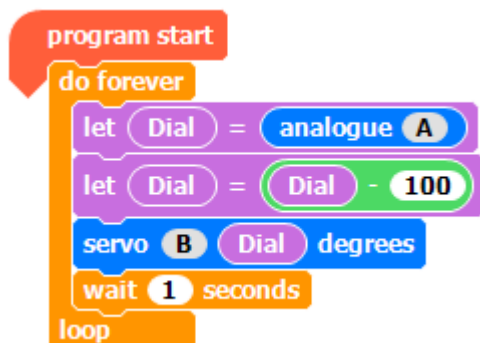 program start
do forever
let Dial = analogue A
let Dial = Dial - 100
servo B Dial degrees
wait 1 seconds
loop